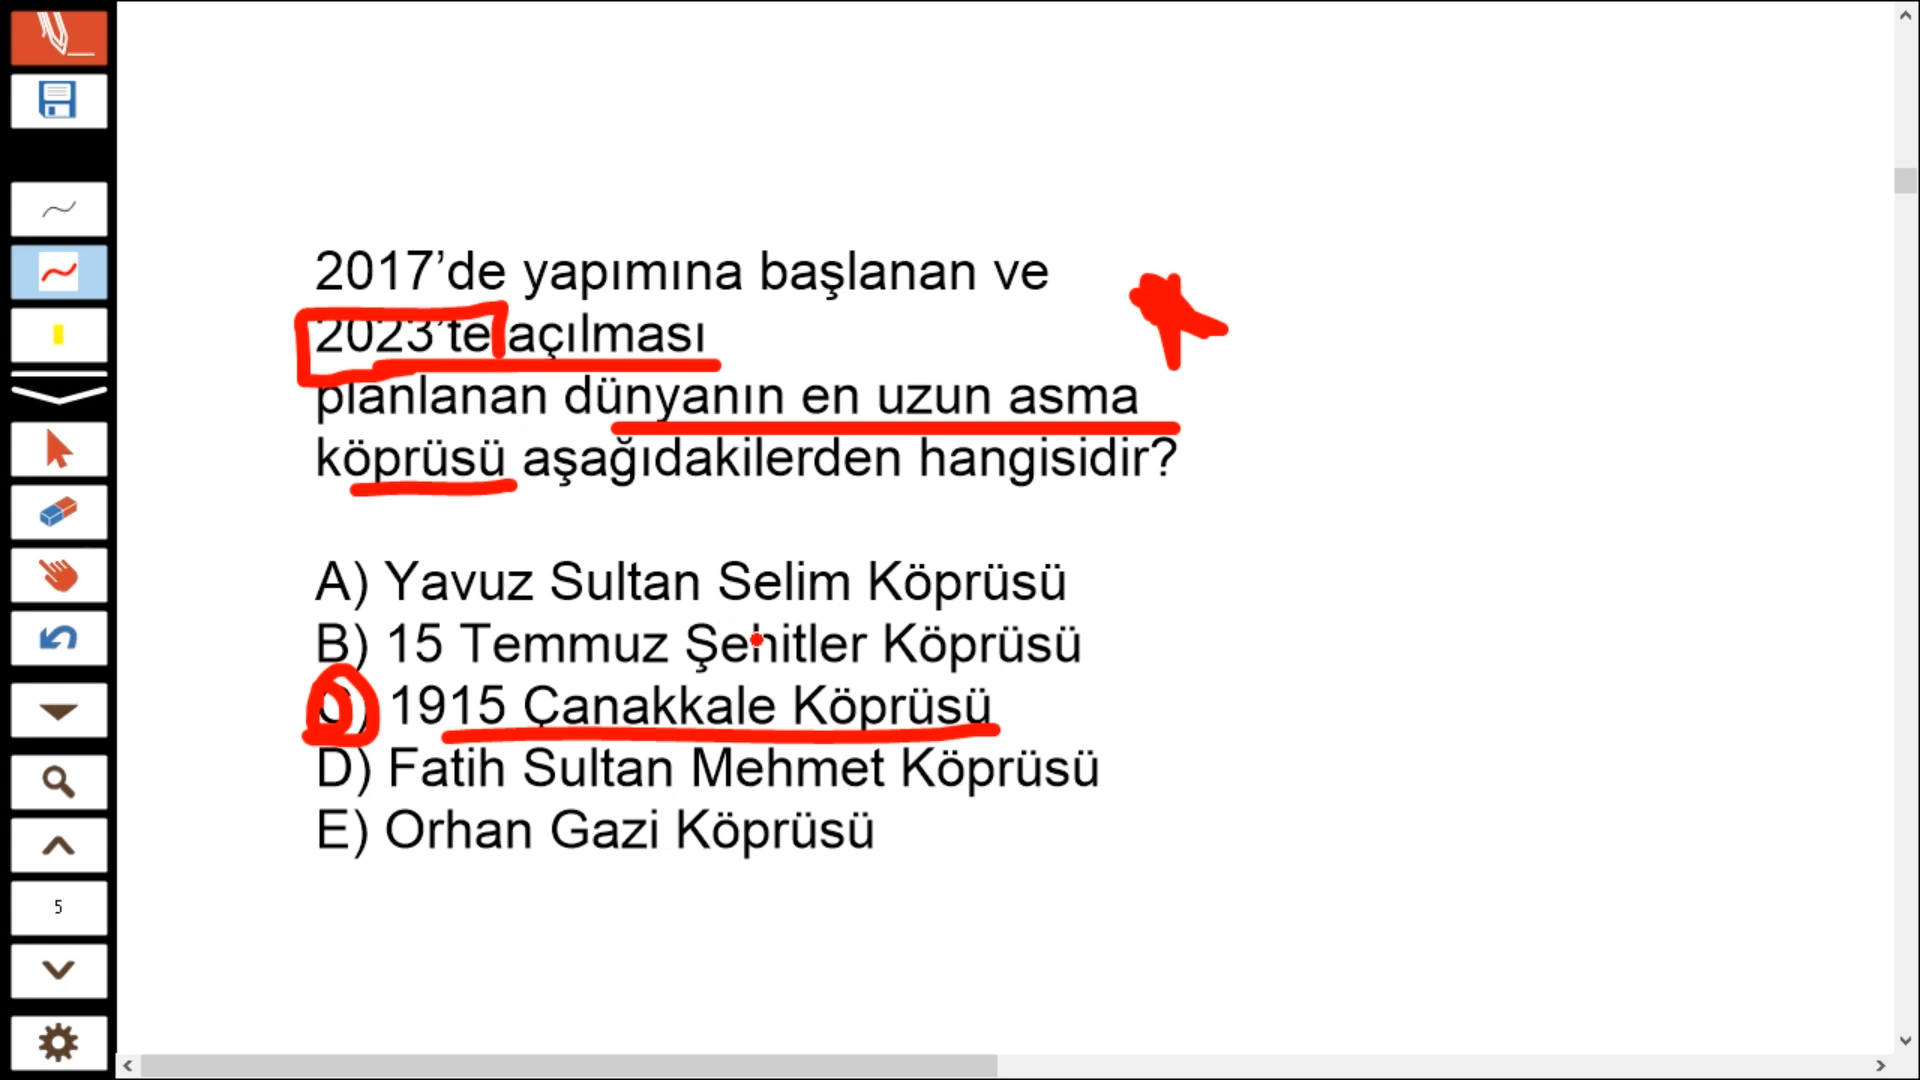 2017’de yapımına başlanan ve
2023’te açılması
planlanan dünyanın en uzun asma
köprüsü aşağıdakilerden hangisidir?
A) Yavuz Sultan Selim Köprüsü
B) 15 Temmuz Şehitler Köprüsü
C) 1915 Çanakkale Köprüsü
D) Fatih Sultan Mehmet Köprüsü
E) Orhan Gazi Köprüsü
5